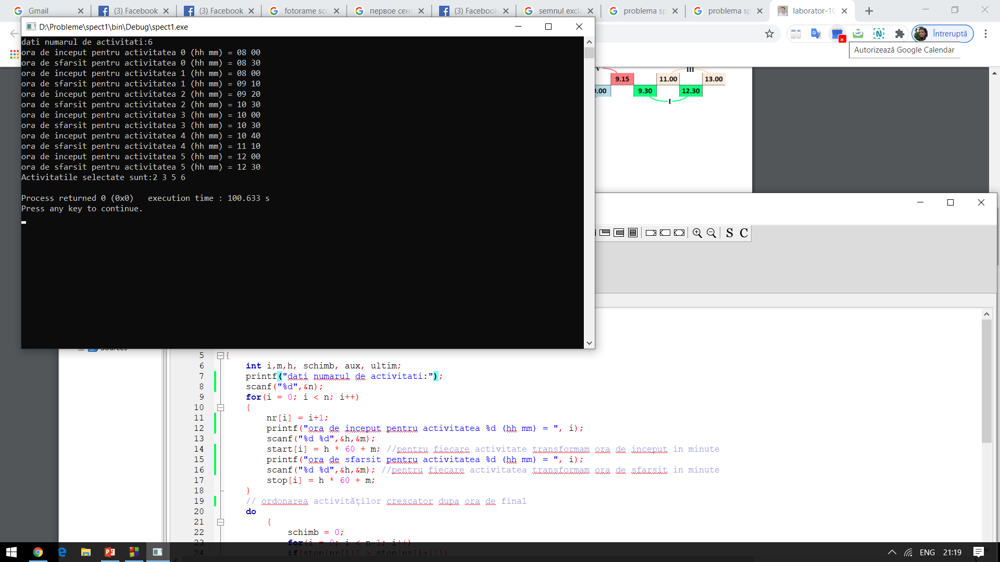 Gmail
(3) Facebook
(3) Facebook
fotorame sco
первое сент
(3) Facebook
semnul excla
problema sp
problema sp
laborator-10
D:\Probleme\spect1\bin\Debug\spect1.exe
Întreruptă
Autorizează Google Calendar
dati numarul de activitati:6
ora de inceput pentru activitatea 0 (hh mm) = 08 00
ora de sfarsit pentru activitatea 0 (hh mm) = 08 30
ora de inceput pentru activitatea 1 (hh mm) = 08 00
ora de sfarsit pentru activitatea 1 (hh mm) = 09 10
ora de inceput pentru activitatea 2 (hh mm) = 09 20
ora de sfarsit pentru activitatea 2 (hh mm) = 10 30
ora de inceput pentru activitatea 3 (hh mm) = 10 00
ora de sfarsit pentru activitatea 3 (hh mm) = 10 30
ora de inceput pentru activitatea 4 (hh mm) = 10 40
ora de sfarsit pentru activitatea 4 (hh mm) = 11 10
ora de inceput pentru activitatea 5 (hh mm) = 12 00
ora de sfarsit pentru activitatea 5 (hh mm) = 12 30
Activitatile selectate sunt:2 3 5 6
Process returned 0 (0x0)   execution time : 100.633 s
Press any key to continue.
V III
9.15 11.00 13.00
.00 9.30 12.30
I
S C
5 {
6 int i,m,h, schimb, aux, ultim;
7 printf("dati numarul de activitati:");
8 scanf("%d",&n);
9 for(i = 0; i < n; i++)
10 {
11 nr[i] = i+1;
12 printf("ora de inceput pentru activitatea %d (hh mm) = ", i);
13 scanf("%d %d",&h,&m);
14 start[i] = h * 60 + m; //pentru fiecare activitate transformam ora de inceput in minute
15 printf("ora de sfarsit pentru activitatea %d (hh mm) = ", i);
16 scanf("%d %d",&h,&m); //pentru fiecare activitatea transformam ora de sfarsit in minute
17 stop[i] = h * 60 + m;
18 }
19 // ordonarea activităților crescator dupa ora de final
20 do
21 {
22 schimb = 0;
23 for(i = 0; i < n-1; i++)
24 if(stop[nr[i]] > stop[nr[i+1]])
ENG 21:19